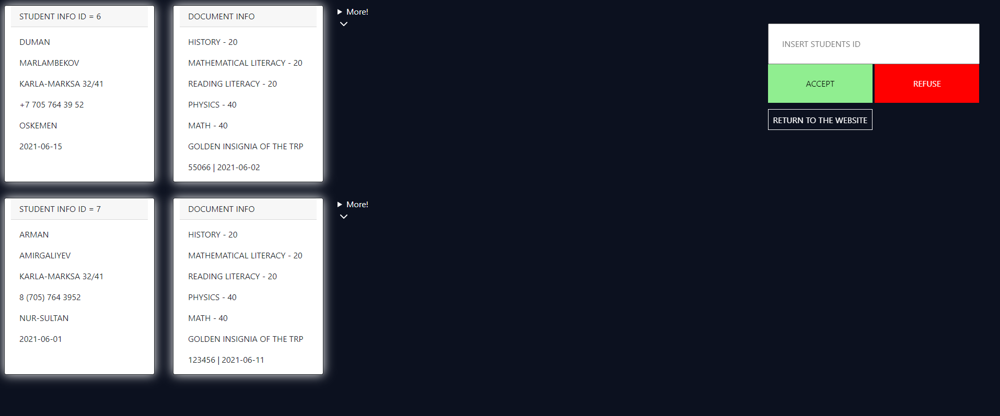 STUDENT INFO ID = 6
DUMAN
MARLAMBEKOV
KARLA-MARKSA 32/41
+7 705 764 39 52
OSKEMEN
2021-06-15
DOCUMENT INFO
HISTORY - 20
MATHEMATICAL LITERACY - 20
READING LITERACY - 20
PHYSICS - 40
MATH - 40
GOLDEN INSIGNIA OF THE TRP
55066 | 2021-06-02
More!
STUDENT INFO ID = 7
ARMAN
AMIRGALIYEV
KARLA-MARKSA 32/41
8 (705) 764 3952
NUR-SULTAN
2021-06-01
DOCUMENT INFO
HISTORY - 20
MATHEMATICAL LITERACY - 20
READING LITERACY - 20
PHYSICS - 40
MATH - 40
GOLDEN INSIGNIA OF THE TRP
123456 | 2021-06-11
More!
INSERT STUDENTS ID
ACCEPT
REFUSE
RETURN TO THE WEBSITE